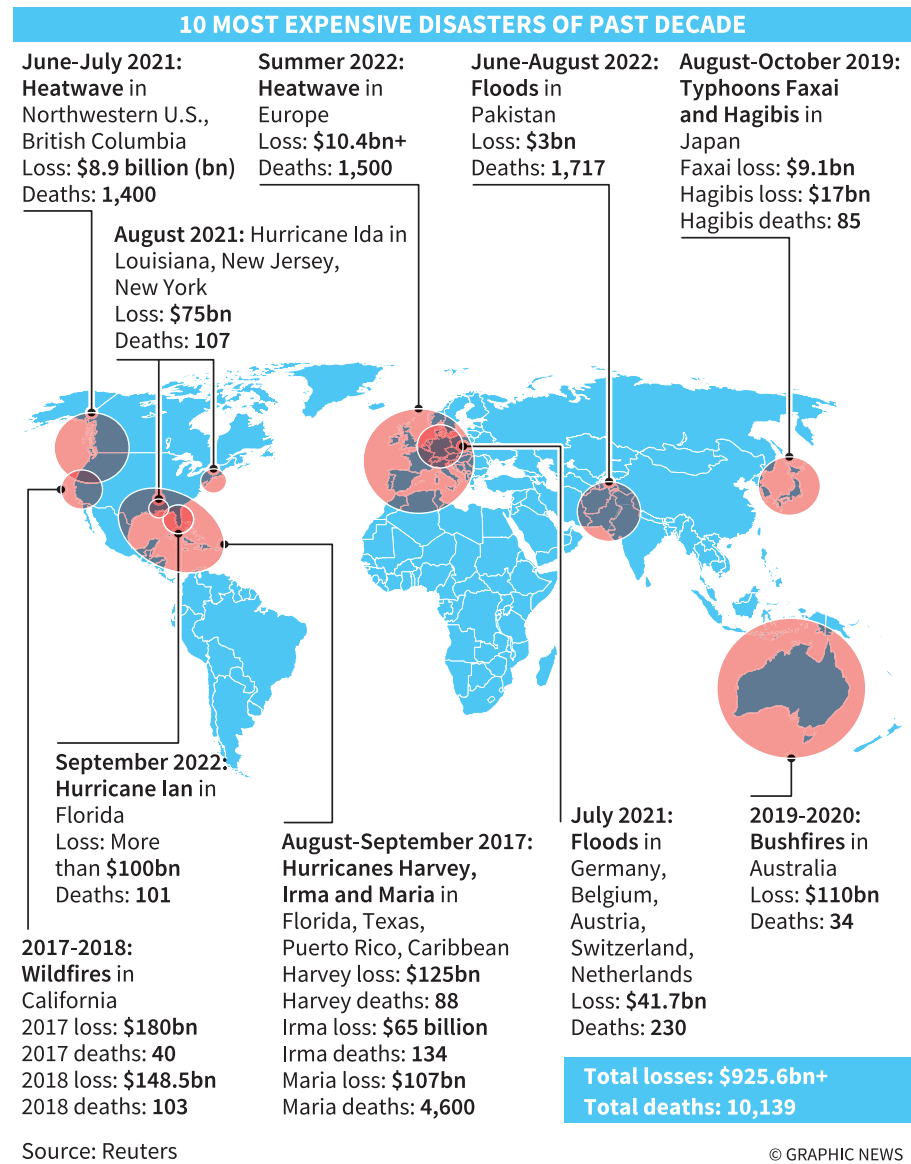 10 MOST EXPENSIVE DISASTERS OF PAST DECADE
June-July 2021:
Heatwave in
Northwestern U.S.,
British Columbia
Loss: $8.9 billion (bn)
Deaths: 1,400
Summer 2022:
Heatwave in
Europe
Loss: $10.4bn+
Deaths: 1,500
June-August 2022:
Floods in
Pakistan
Loss: $3bn
Deaths: 1,717
August-October 2019:
Typhoons Faxai
and Hagibis in
Japan
Faxai loss: $9.1bn
Hagibis loss: $17bn
Hagibis deaths: 85
August 2021: Hurricane Ida in
Louisiana, New Jersey,
New York
Loss: $75bn
Deaths: 107
September 2022:
Hurricane Ian in
Florida
Loss: More
than $100bn
Deaths: 101
2017-2018:
Wildfires in
California
2017 loss: $180bn
2017 deaths: 40
2018 loss: $148.5bn
2018 deaths: 103
August-September 2017:
Hurricanes Harvey,
Irma and Maria in
Florida, Texas,
Puerto Rico, Caribbean
Harvey loss: $125bn
Harvey deaths: 88
Irma loss: $65 billion
Irma deaths: 134
Maria loss: $107bn
Maria deaths: 4,600
July 2021:
Floods in
Germany,
Belgium,
Austria,
Switzerland,
Netherlands
Loss: $41.7bn
Deaths: 230
2019-2020:
Bushfires in
Australia
Loss: $110bn
Deaths: 34
Total losses: $925.6bn+
Total deaths: 10,139
Source: Reuters
© GRAPHIC NEWS